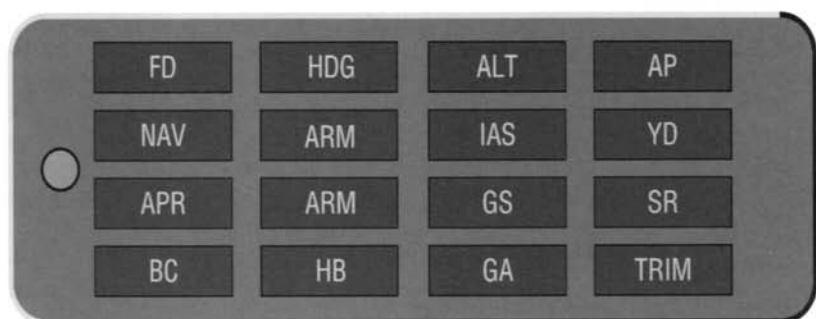 FD HDG ALT AP
NAV ARM IAS YD
APR ARM GS SR
BC HB GA TRIM